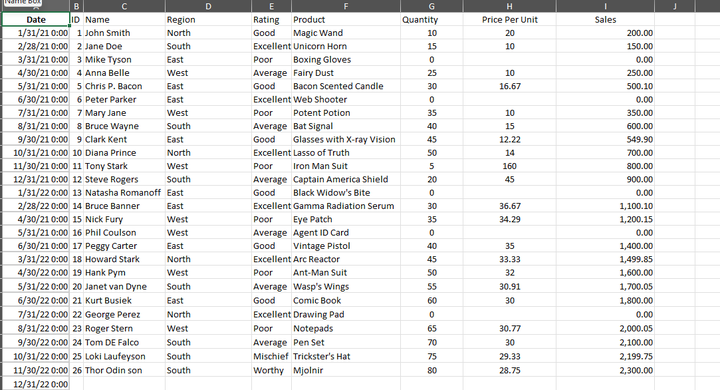 Name Box
B C D E F G H I J
Date ID Name Region Rating Product Quantity Price Per Unit Sales
1/31/21 0:00 1 John Smith North Good Magic Wand 10 20 200.00
2/28/21 0:00 2 Jane Doe South Excellent Unicorn Horn 15 10 150.00
3/31/21 0:00 3 Mike Tyson East Poor Boxing Gloves 0 0.00
4/30/21 0:00 4 Anna Belle West Average Fairy Dust 25 10 250.00
5/31/21 0:00 5 Chris P. Bacon East Good Bacon Scented Candle 30 16.67 500.10
6/30/21 0:00 6 Peter Parker East Excellent Web Shooter 0 0.00
7/31/21 0:00 7 Mary Jane West Poor Potent Potion 35 10 350.00
8/31/21 0:00 8 Bruce Wayne South Average Bat Signal 40 15 600.00
9/30/21 0:00 9 Clark Kent East Good Glasses with X-ray Vision 45 12.22 549.90
10/31/21 0:00 10 Diana Prince North Excellent Lasso of Truth 50 14 700.00
11/30/21 0:00 11 Tony Stark West Poor Iron Man Suit 5 160 800.00
12/31/21 0:00 12 Steve Rogers South Average Captain America Shield 20 45 900.00
1/31/22 0:00 13 Natasha Romanoff East Good Black Widow's Bite 0 0.00
2/28/22 0:00 14 Bruce Banner East Excellent Gamma Radiation Serum 30 36.67 1,100.10
4/30/21 0:00 15 Nick Fury West Poor Eye Patch 35 34.29 1,200.15
5/31/21 0:00 16 Phil Coulson West Average Agent ID Card 0 0.00
6/30/21 0:00 17 Peggy Carter East Good Vintage Pistol 40 35 1,400.00
3/31/22 0:00 18 Howard Stark North Excellent Arc Reactor 45 33.33 1,499.85
4/30/22 0:00 19 Hank Pym West Poor Ant-Man Suit 50 32 1,600.00
5/31/22 0:00 20 Janet van Dyne South Average Wasp's Wings 55 30.91 1,700.05
6/30/22 0:00 21 Kurt Busiek East Good Comic Book 60 30 1,800.00
7/31/22 0:00 22 George Perez North Excellent Drawing Pad 0 0.00
8/31/22 0:00 23 Roger Stern West Poor Notepads 65 30.77 2,000.05
9/30/22 0:00 24 Tom DE Falco South Average Pen Set 70 30 2,100.00
10/31/22 0:00 25 Loki Laufeyson South Mischief Trickster's Hat 75 29.33 2,199.75
11/30/22 0:00 26 Thor Odin son South Worthy Mjolnir 80 28.75 2,300.00
12/31/22 0:00